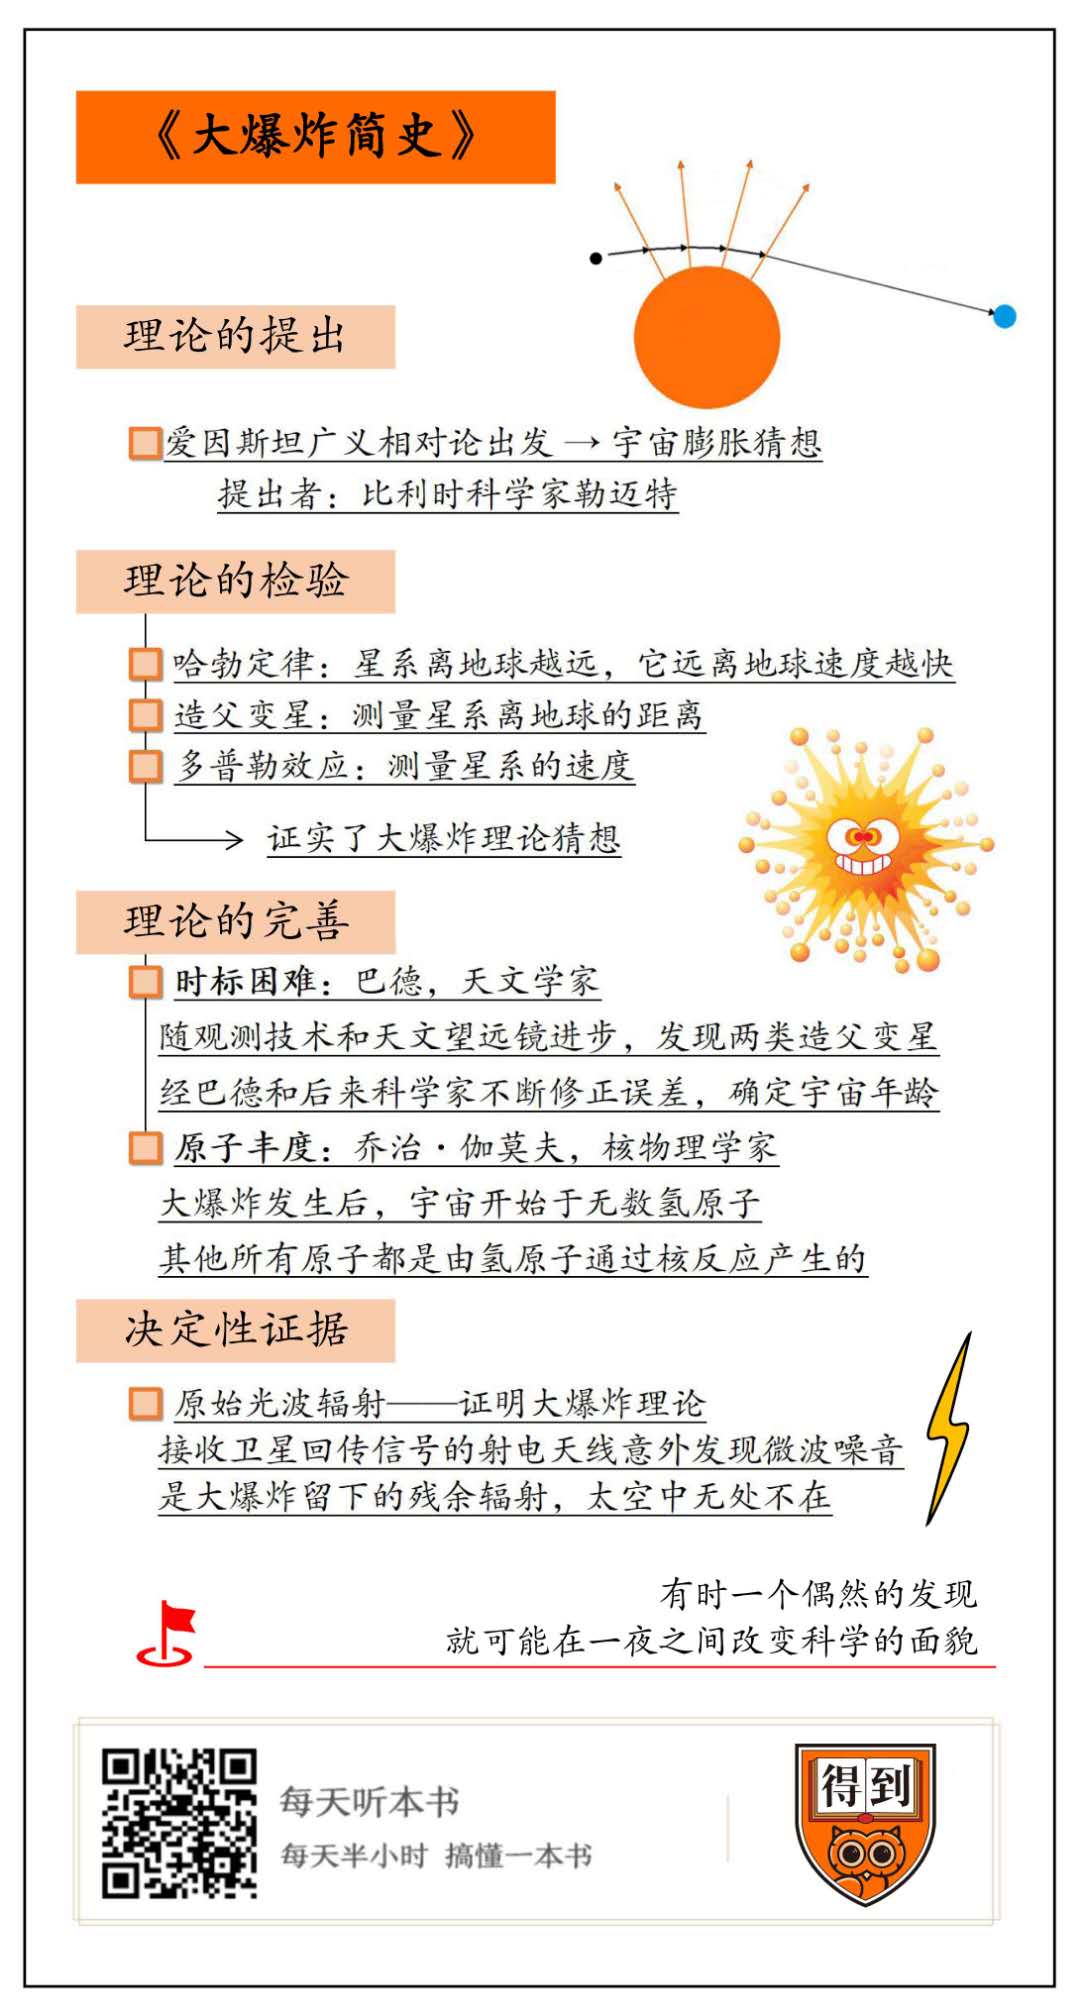 《大爆炸简史》
理论的提出
爱因斯坦广义相对论出发 → 宇宙膨胀猜想
提出者：比利时科学家勒迈特
理论的检验
哈勃定律：星系离地球越远，它远离地球速度越快
造父变星：测量星系离地球的距离
多普勒效应：测量星系的速度
证实了大爆炸理论猜想
理论的完善
时标困难：巴德，天文学家
随观测技术和天文望远镜进步，发现两类造父变星
经巴德和后来科学家不断修正误差，确定宇宙年龄
原子丰度：乔治·伽莫夫，核物理学家
大爆炸发生后，宇宙开始于无数氢原子
其他所有原子都是由氢原子通过核反应产生的
决定性证据
原始光波辐射——证明大爆炸理论
接收卫星回传信号的射电天线意外发现微波噪音
是大爆炸留下的残余辐射，太空中无处不在
有时一个偶然的发现
就可能在一夜之间改变科学的面貌
每天听本书
每天半小时 搞懂一本书
得到